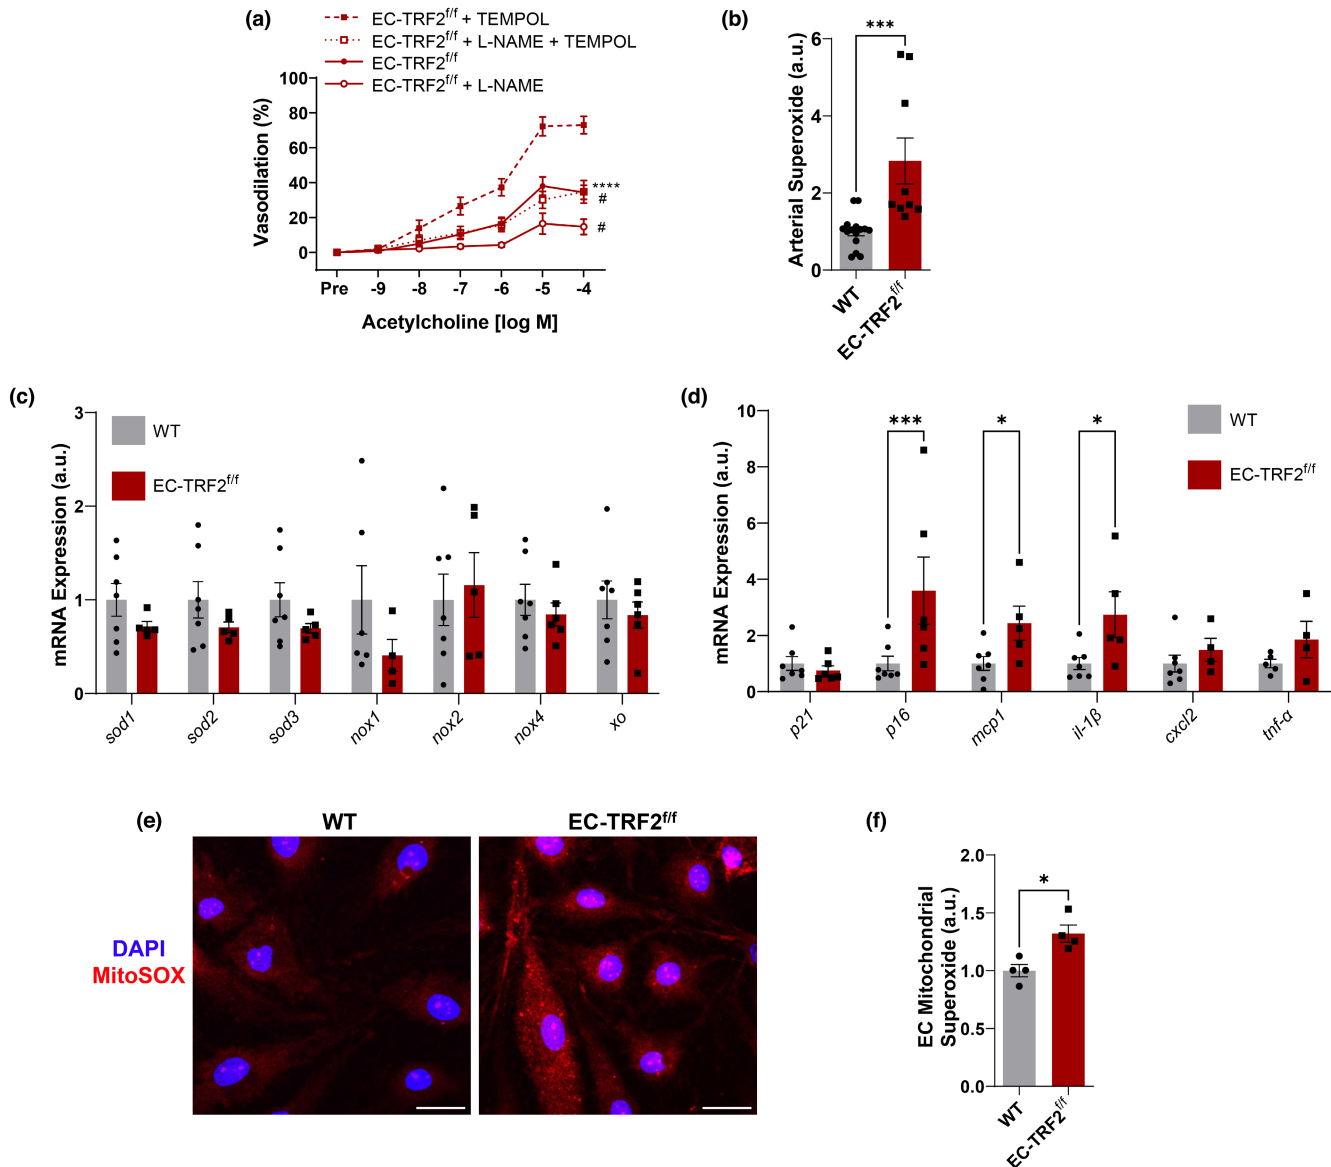 (a)
EC-TRF2f/f + TEMPOL
EC-TRF2f/f + L-NAME + TEMPOL
EC-TRF2f/f
EC-TRF2f/f + L-NAME
Vasodilation (%)
100
80
60
40
20
0
****
#
#
Pre -9 -8 -7 -6 -5 -4
Acetylcholine [log M]
(b)
***
Arterial Superoxide (a.u.)
6
4
2
0
WT
EC-TRF2f/f
(c)
WT
EC-TRF2f/f
mRNA Expression (a.u.)
3
2
1
0
sod1 sod2 sod3 nox1 nox2 nox4 xo
(d)
WT
EC-TRF2f/f
mRNA Expression (a.u.)
10
8
6
4
2
0
*** * *
p21 p16 mcp1 il-1β cxcl2 tnf-α
(e)
WT EC-TRF2f/f
DAPI
MitoSOX
(f)
EC Mitochondrial
Superoxide (a.u.)
2.0
1.5
1.0
0.5
0.0
*
WT
EC-TRF2f/f